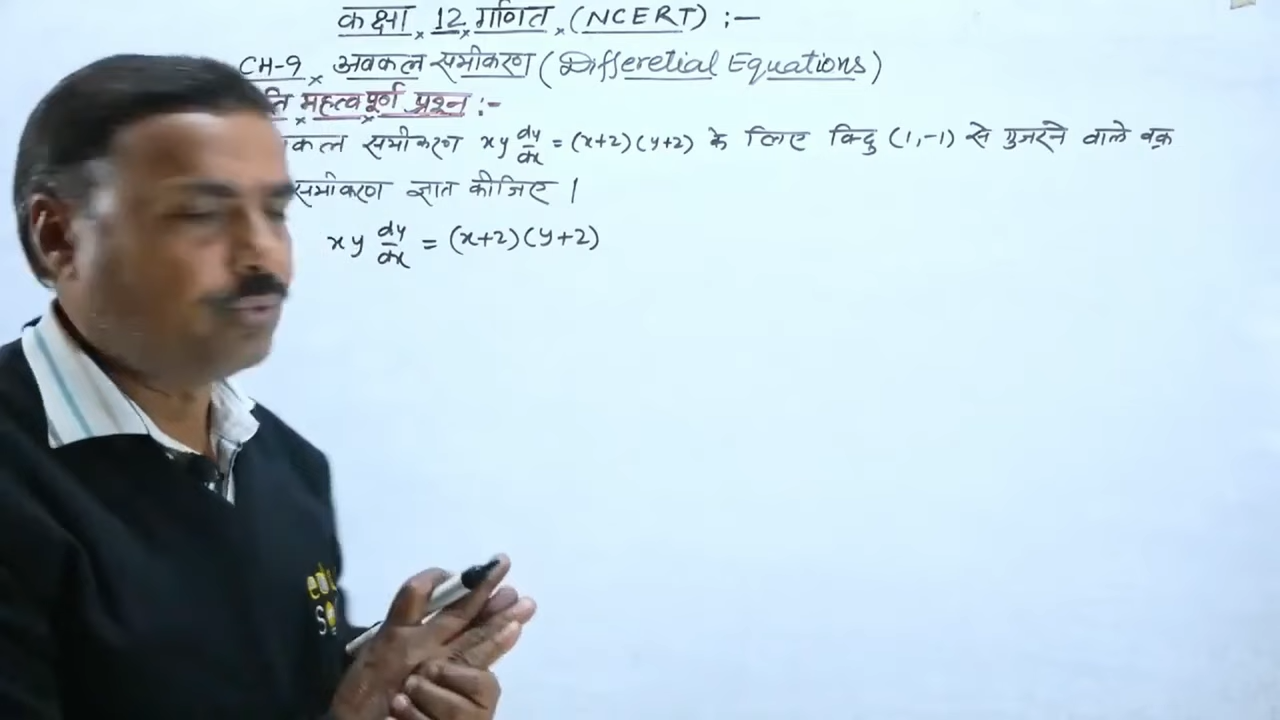 कक्षा 12 गणित (NCERT) :-
CH-9 अवकल समीकरण (Differetial Equations)
महत्वपूर्ण प्रश्न :-
समीकरण xy dy/dx = (x+2)(y+2) के लिए बिंदु (1,-1) से गुजरने वाले वक्र
समीकरण ज्ञात कीजिए ।
xy dy/dx = (x+2)(y+2)